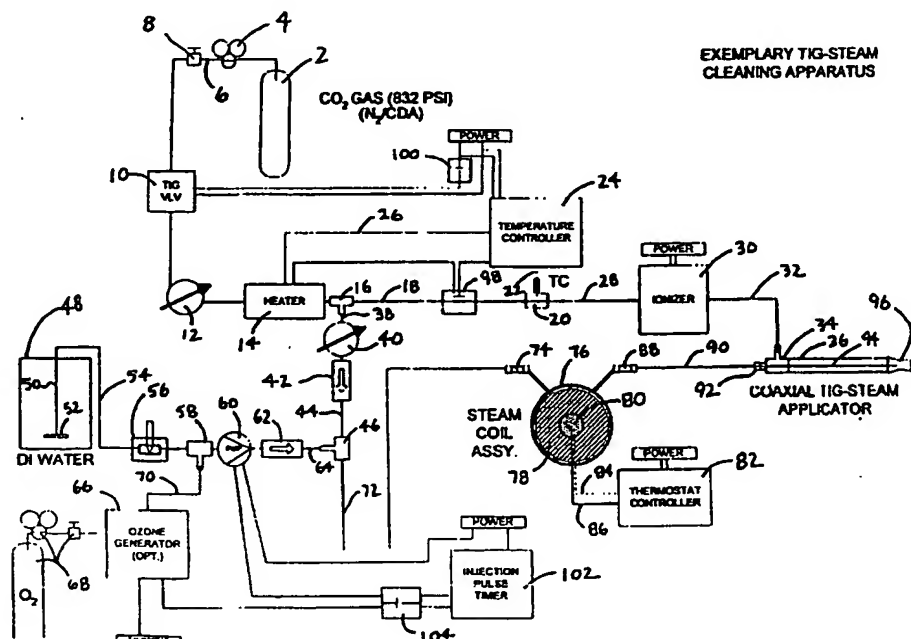 8
4
6
2
EXEMPLARY TIG-STEAM
CLEANING APPARATUS
CO2 GAS (832 PSI)
(N2/CDA)
POWER
100
10
TIG
VLV
24
26
TEMPERATURE
CONTROLLER
POWER
30
16
98
22
TC
HEATER
18
28
IONIZER
32
96
12
14
38
20
34
36
94
48
40
74
76
88
90
42
80
92
COAXIAL TIG-STEAM
APPLICATOR
50
54
56
44
STEAM
COIL
ASSY.
52
58
60
62
46
POWER
DI WATER
64
78
84
82
THERMOSTAT
CONTROLLER
66
70
72
86
OZONE
GENERATOR
(OPT.)
POWER
68
INJECTION
PULSE
TIMER
102
O2
104